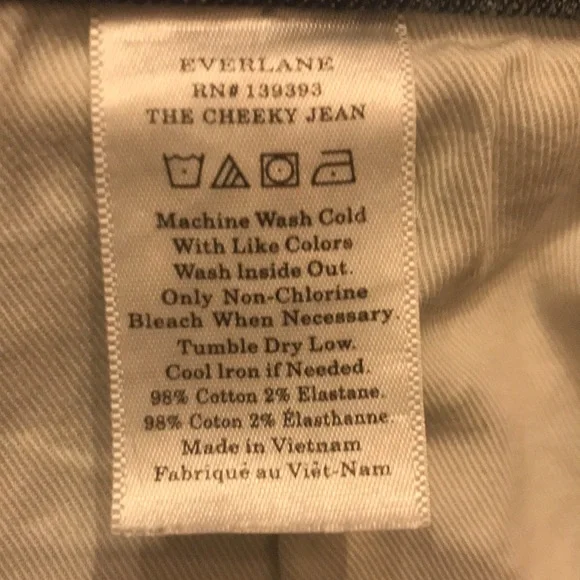 EVERLANE
RN# 139393
THE CHEEKY JEAN
Machine Wash Cold
With Like Colors
Wash Inside Out.
Only Non-Chlorine
Bleach When Necessary.
Tumble Dry Low.
Cool Iron if Needed.
98% Cotton 2% Elastane.
98% Coton 2% Élasthanne.
Made in Vietnam
Fabriqué au Viêt-Nam